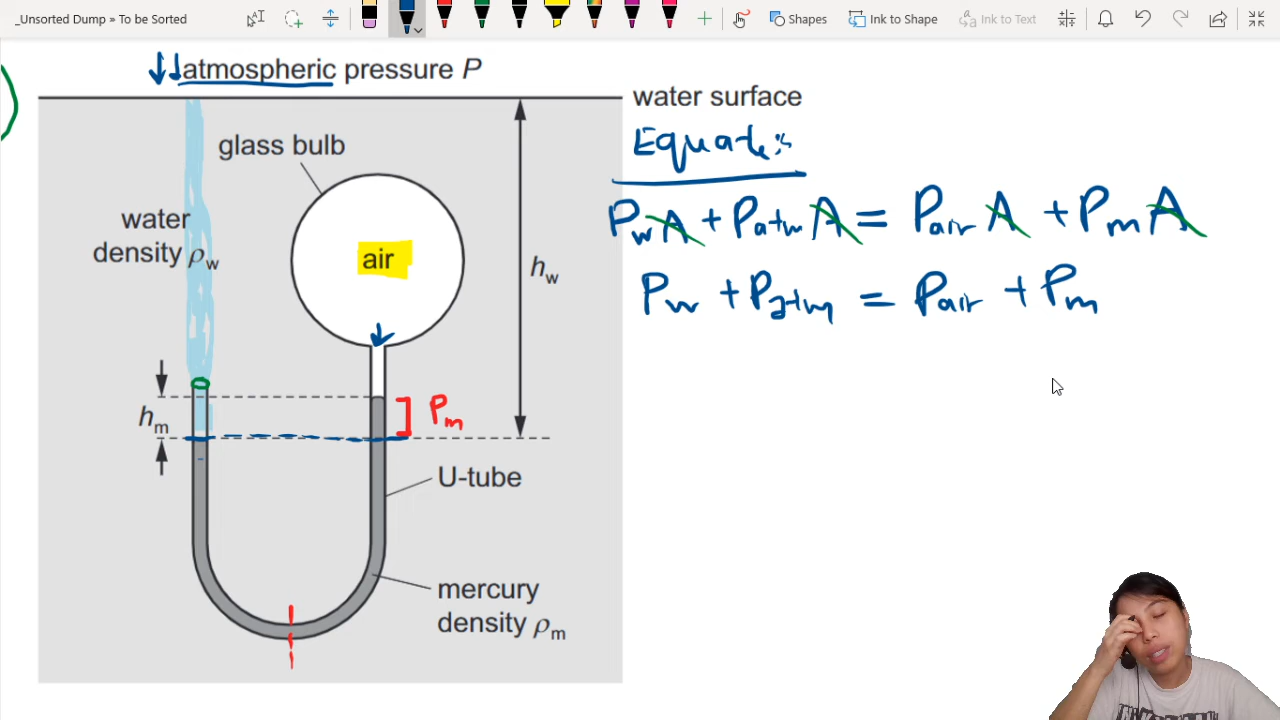 _Unsorted Dump » To be Sorted
Shapes
Ink to Shape
Ink to Text
atmospheric pressure P
water surface
Equate:
glass bulb
water
density ρw
air
hw
PwA + PatmA = PairA + PmA
Pw + Patm = Pair + Pm
hm
Pm
U-tube
mercury
density ρm